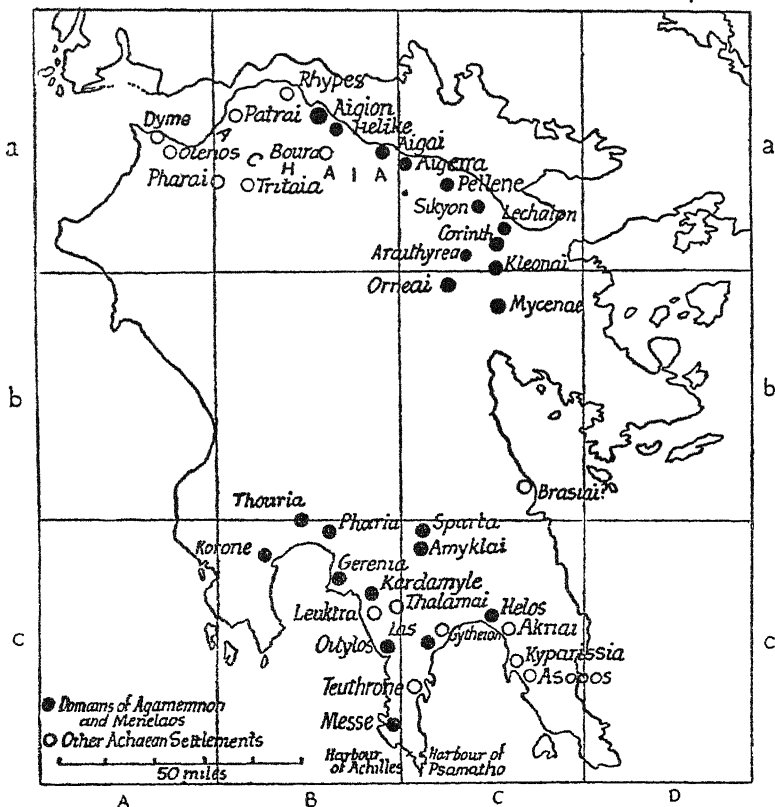 Rhypes
Dyme
Patrai
Aigion
Helike
a
a
Olenos
Boura
Aigai
Aigeira
A C H A I A
Pharai
Tritaia
Pellene
Sikyon
Lechaion
Corinth
Araithyrea
Kleonai
Orneai
Mycenae
b
b
Brasiai?
Thouria
Pharia
Sparta
Korone
Amyklai
Gerenia
Kardamyle
Leuktra
Thalamai
Helos
c
c
Las
Gytheion
Akriai
Oitylos
Kyparissia
Asopos
Teuthrone
Messe
Domains of Agamemnon
and Menelaos
Other Achaean Settlements
50 miles
Harbour
of Achilles
Harbour of
Psamatho
A
B
C
D